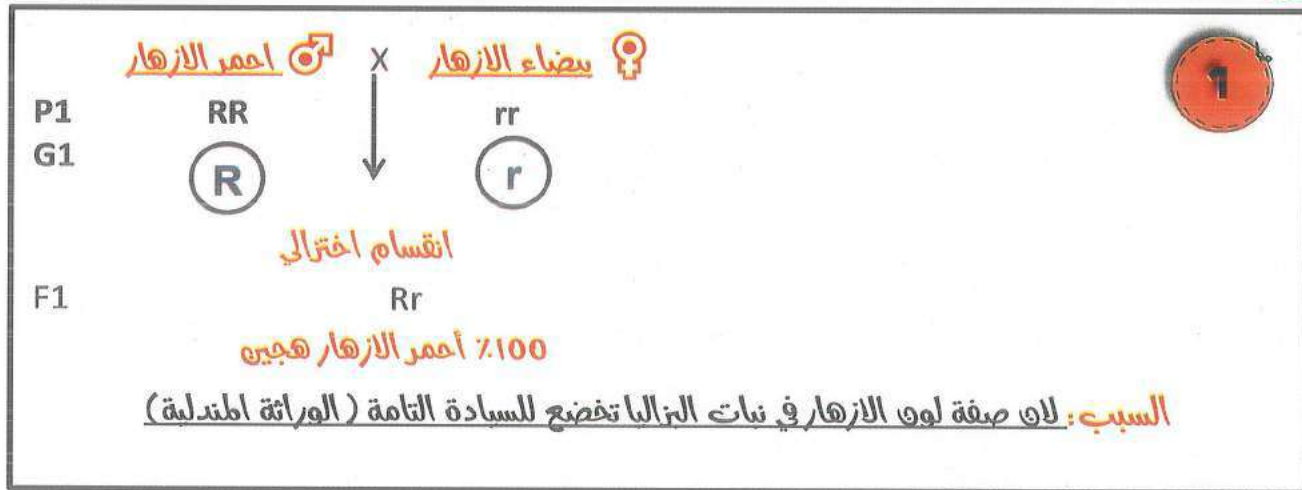 1
احمر الازهار ♂ X بيضاء الازهار ♀
P1 RR rr
G1 R r
انقسام اختزالي
F1 Rr
100٪ أحمر الازهار هجين
السبب: لان صفة لون الازهار في نبات البزاليا تخضع للسيادة التامة (الوراثة المندلية)